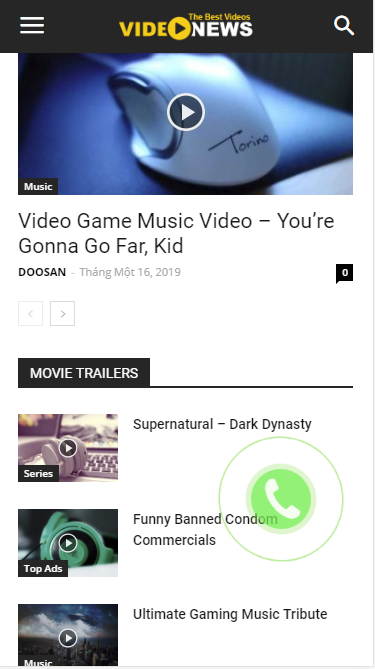 The Best Videos
VIDEONEWS
Torino
Music
Video Game Music Video – You’re
Gonna Go Far, Kid
DOOSAN - Tháng Một 16, 2019
0
MOVIE TRAILERS
Supernatural – Dark Dynasty
Series
Funny Banned Condom
Commercials
Top Ads
Ultimate Gaming Music Tribute
Music